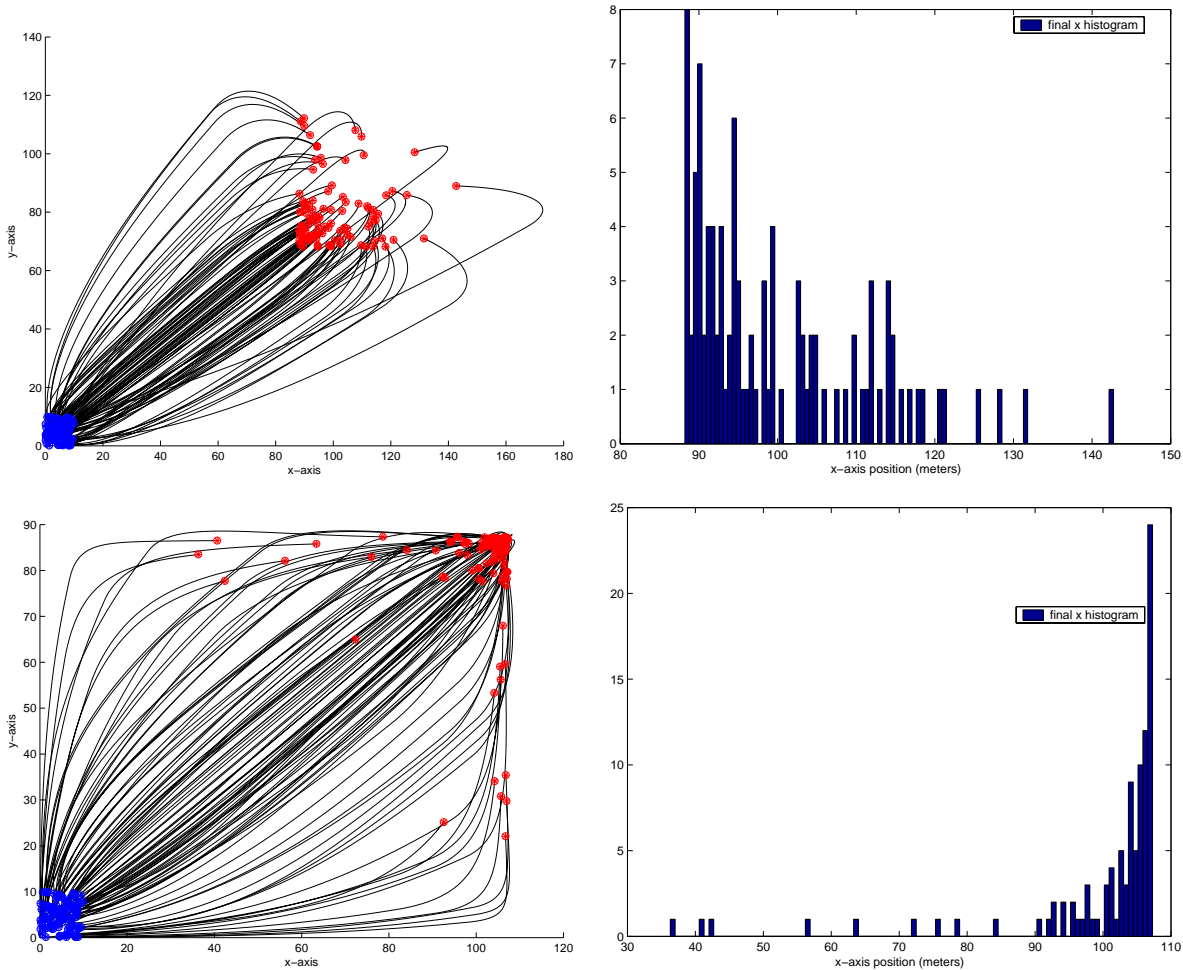 140
120
100
80
60
40
20
0
y-axis
0 20 40 60 80 100 120 140 160 180
x-axis
8
7
6
5
4
3
2
1
0
final x histogram
80 90 100 110 120 130 140 150
x-axis position (meters)
90
80
70
60
50
40
30
20
10
0
y-axis
0 20 40 60 80 100 120
x-axis
25
20
15
10
5
0
final x histogram
30 40 50 60 70 80 90 100 110
x-axis position (meters)